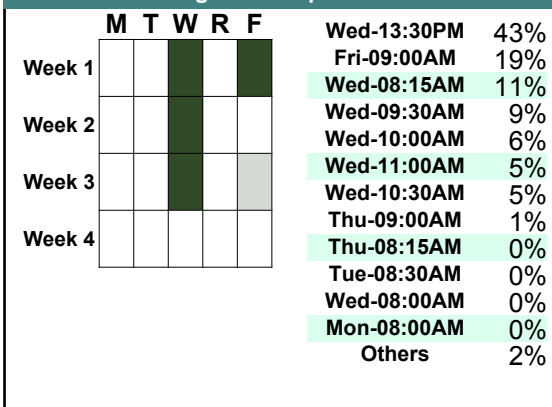 M T W R F
Week 1
Week 2
Week 3
Week 4
Wed-13:30PM 43%
Fri-09:00AM 19%
Wed-08:15AM 11%
Wed-09:30AM 9%
Wed-10:00AM 6%
Wed-11:00AM 5%
Wed-10:30AM 5%
Thu-09:00AM 1%
Thu-08:15AM 0%
Tue-08:30AM 0%
Wed-08:00AM 0%
Mon-08:00AM 0%
Others 2%